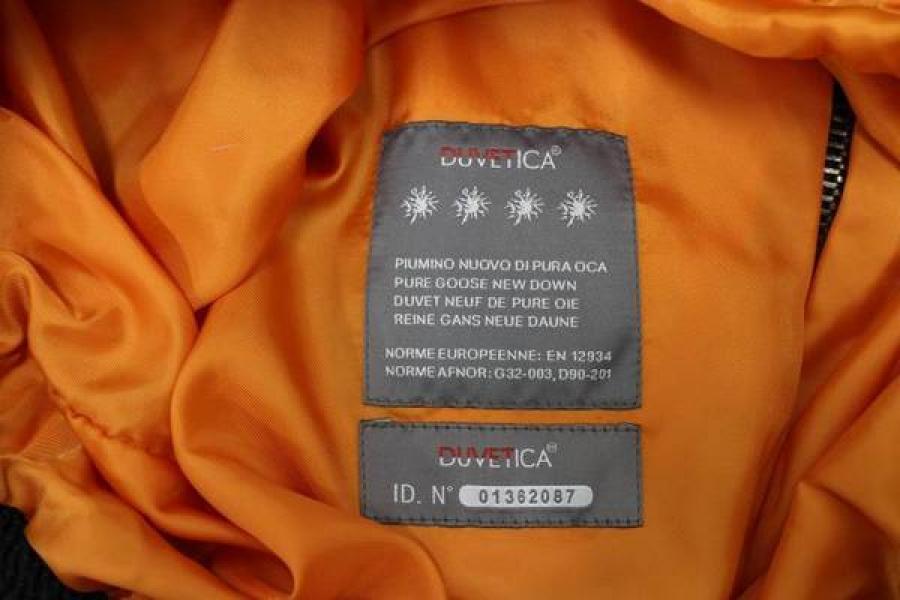 DUVETICA®
PIUMINO NUOVO DI PURA OCA
PURE GOOSE NEW DOWN
DUVET NEUF DE PURE OIE
REINE GANS NEUE DAUNE
NORME EUROPEENNE: EN 12934
NORME AFNOR: G32-003, D90-201
DUVETICA®
ID. N° 01362087